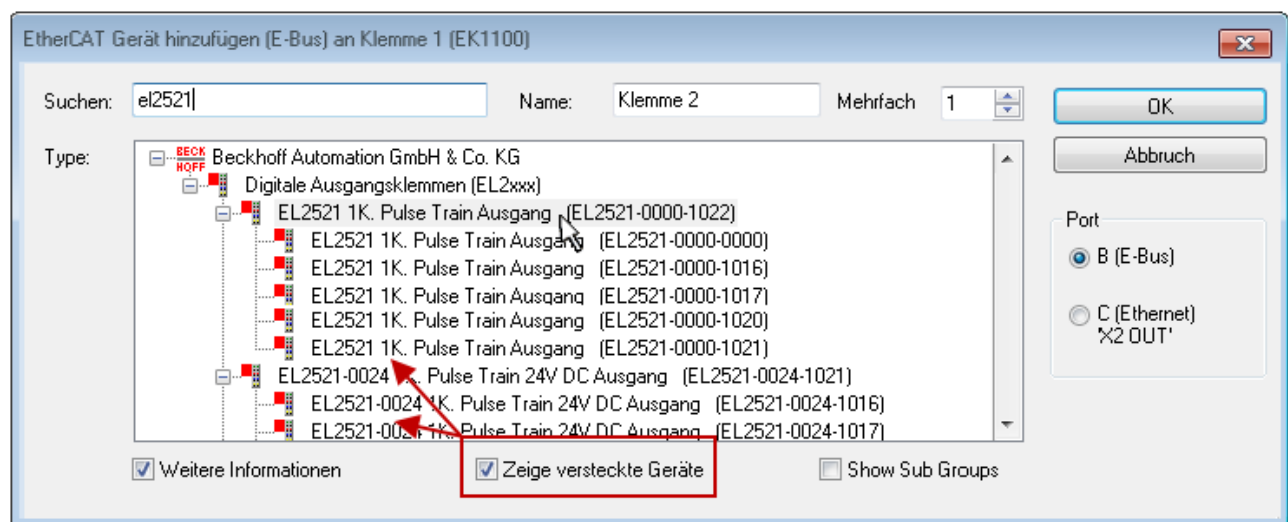 EtherCAT Gerät hinzufügen (E-Bus) an Klemme 1 (EK1100)
Suchen: el2521 Name: Klemme 2 Mehrfach 1 OK
Abbruch
Type: BECKHOFF Beckhoff Automation GmbH & Co. KG
Digitale Ausgangsklemmen (EL2xxx)
EL2521 1K. Pulse Train Ausgang (EL2521-0000-1022)
EL2521 1K. Pulse Train Ausgang (EL2521-0000-0000)
EL2521 1K. Pulse Train Ausgang (EL2521-0000-1016)
EL2521 1K. Pulse Train Ausgang (EL2521-0000-1017)
EL2521 1K. Pulse Train Ausgang (EL2521-0000-1020)
EL2521 1K. Pulse Train Ausgang (EL2521-0000-1021)
EL2521-0024 1K. Pulse Train 24V DC Ausgang (EL2521-0024-1021)
EL2521-0024 1K. Pulse Train 24V DC Ausgang (EL2521-0024-1016)
EL2521-0024 1K. Pulse Train 24V DC Ausgang (EL2521-0024-1017)
Port
B (E-Bus)
C (Ethernet)
'X2 OUT'
Weitere Informationen Zeige versteckte Geräte Show Sub Groups